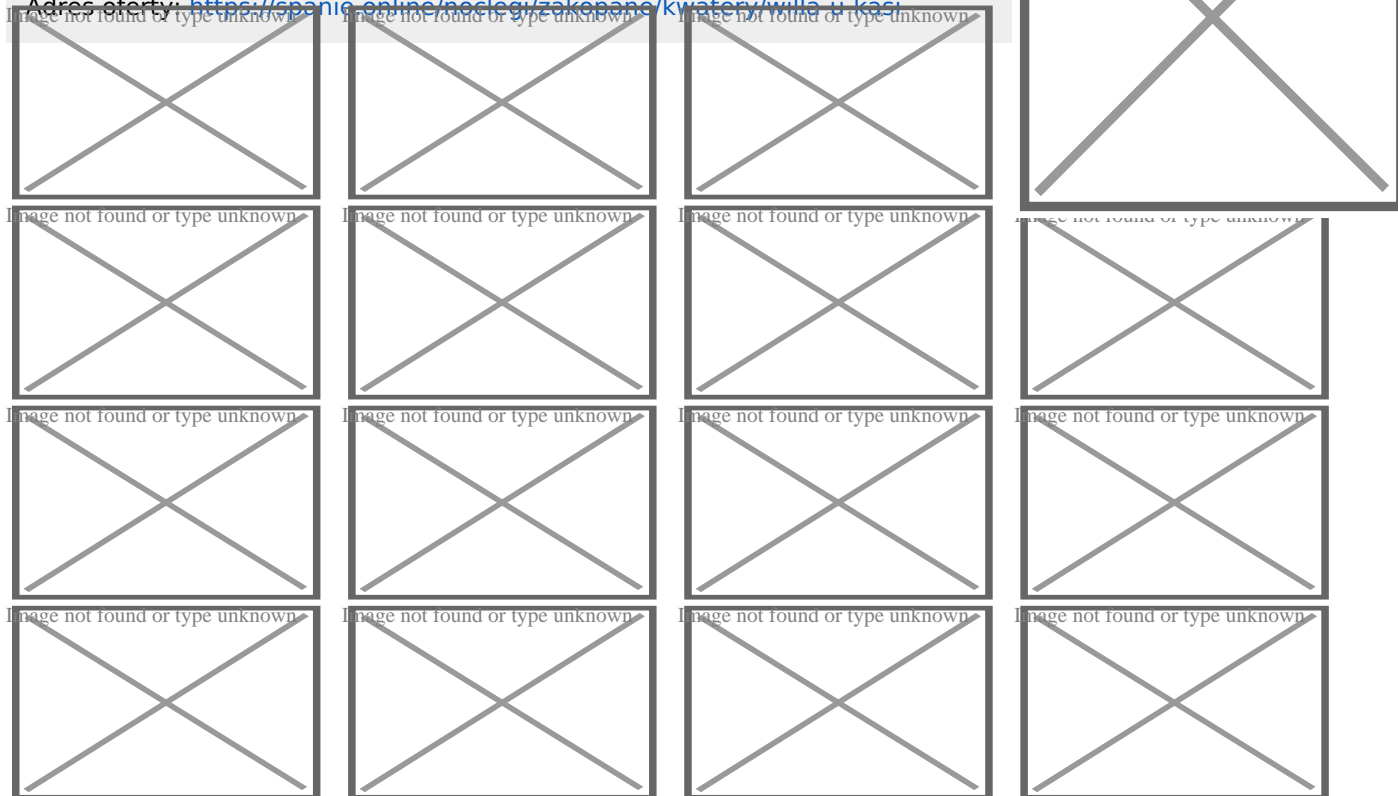 Adres oferty: https://spanie.online/noclegi/zakopane/kwatery/willa-u-kasi
Image not found or type unknown Image not found or type unknown Image not found or type unknown
Image not found or type unknown Image not found or type unknown Image not found or type unknown Image not found or type unknown
Image not found or type unknown Image not found or type unknown Image not found or type unknown Image not found or type unknown
Image not found or type unknown Image not found or type unknown Image not found or type unknown Image not found or type unknown